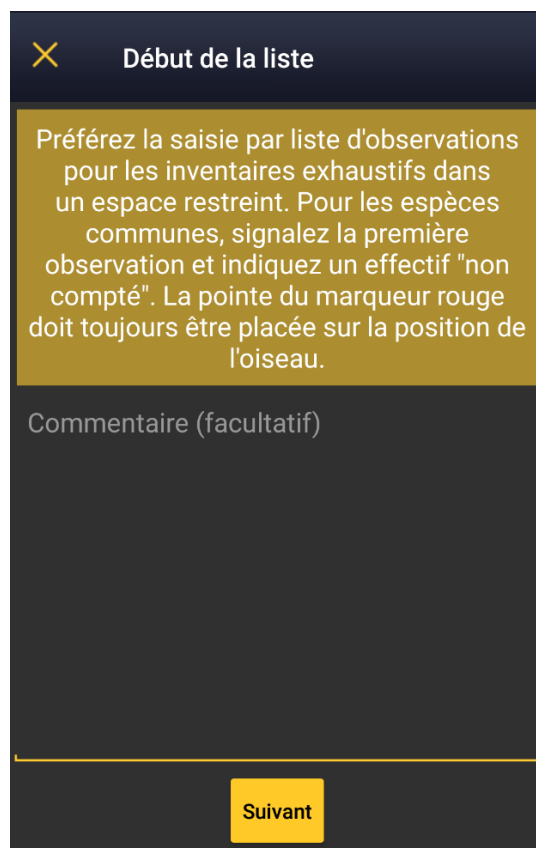 Début de la liste
Préférez la saisie par liste d'observations
pour les inventaires exhaustifs dans
un espace restreint. Pour les espèces
communes, signalez la première
observation et indiquez un effectif "non
compté". La pointe du marqueur rouge
doit toujours être placée sur la position de
l'oiseau.
Commentaire (facultatif)
Suivant